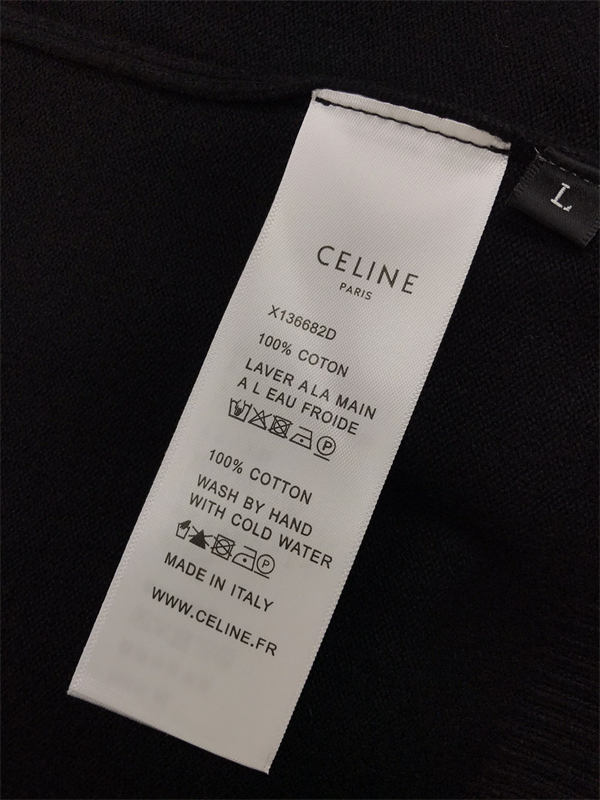 CELINE
PARIS
X136682D
100% COTON
LAVER ALA MAIN
A L EAU FROIDE
P
100% COTTON
WASH BY HAND
WITH COLD WATER
P
MADE IN ITALY
WWW.CELINE.FR
L